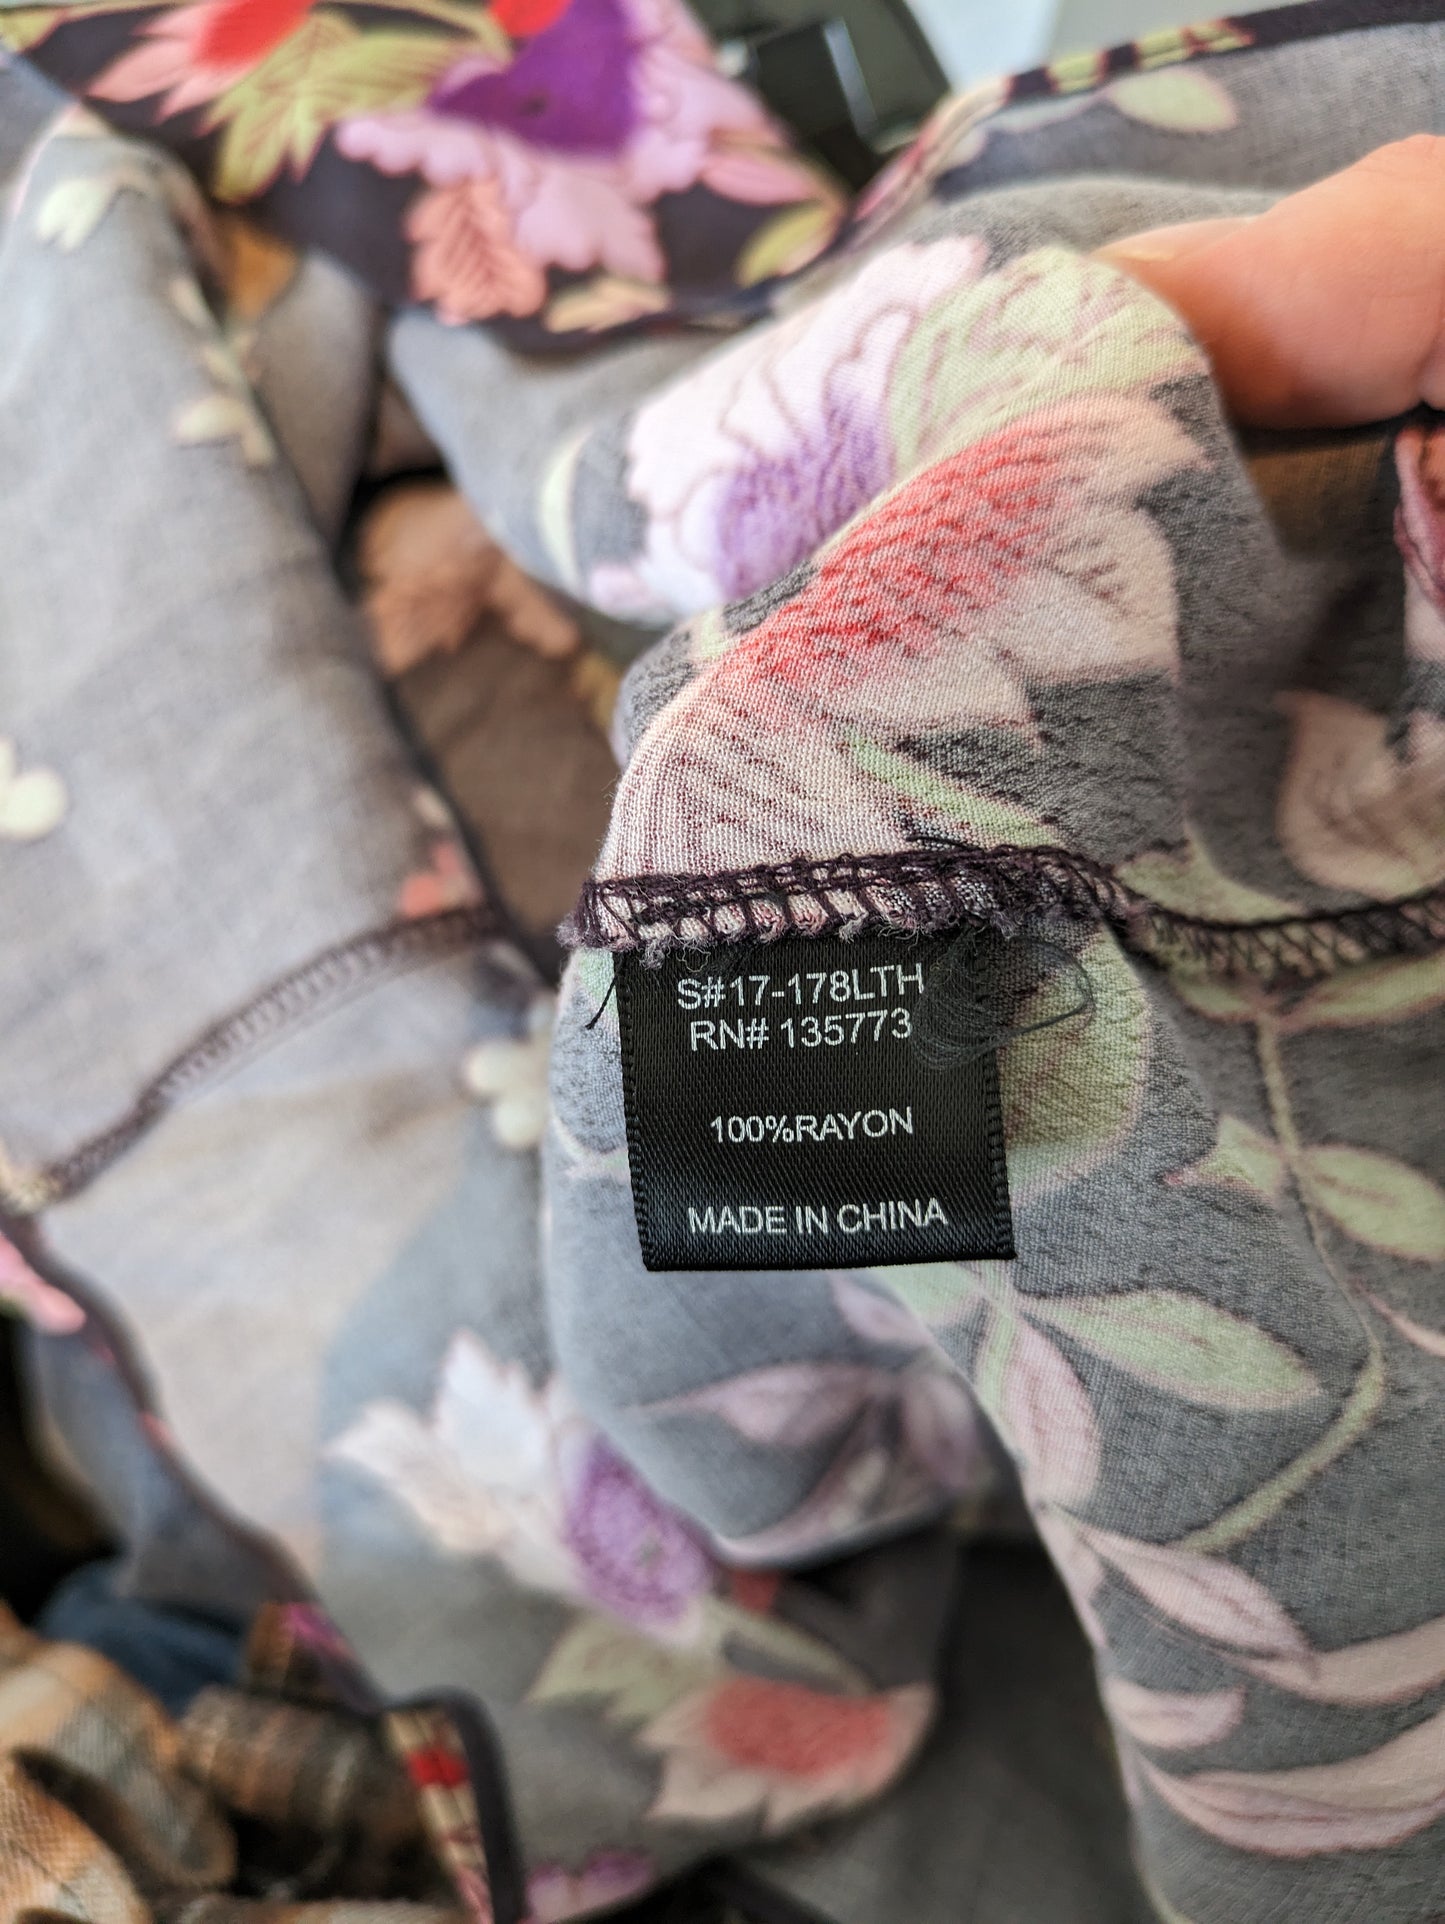 S#17-178LTH
RN# 135773
100%RAYON
MADE IN CHINA